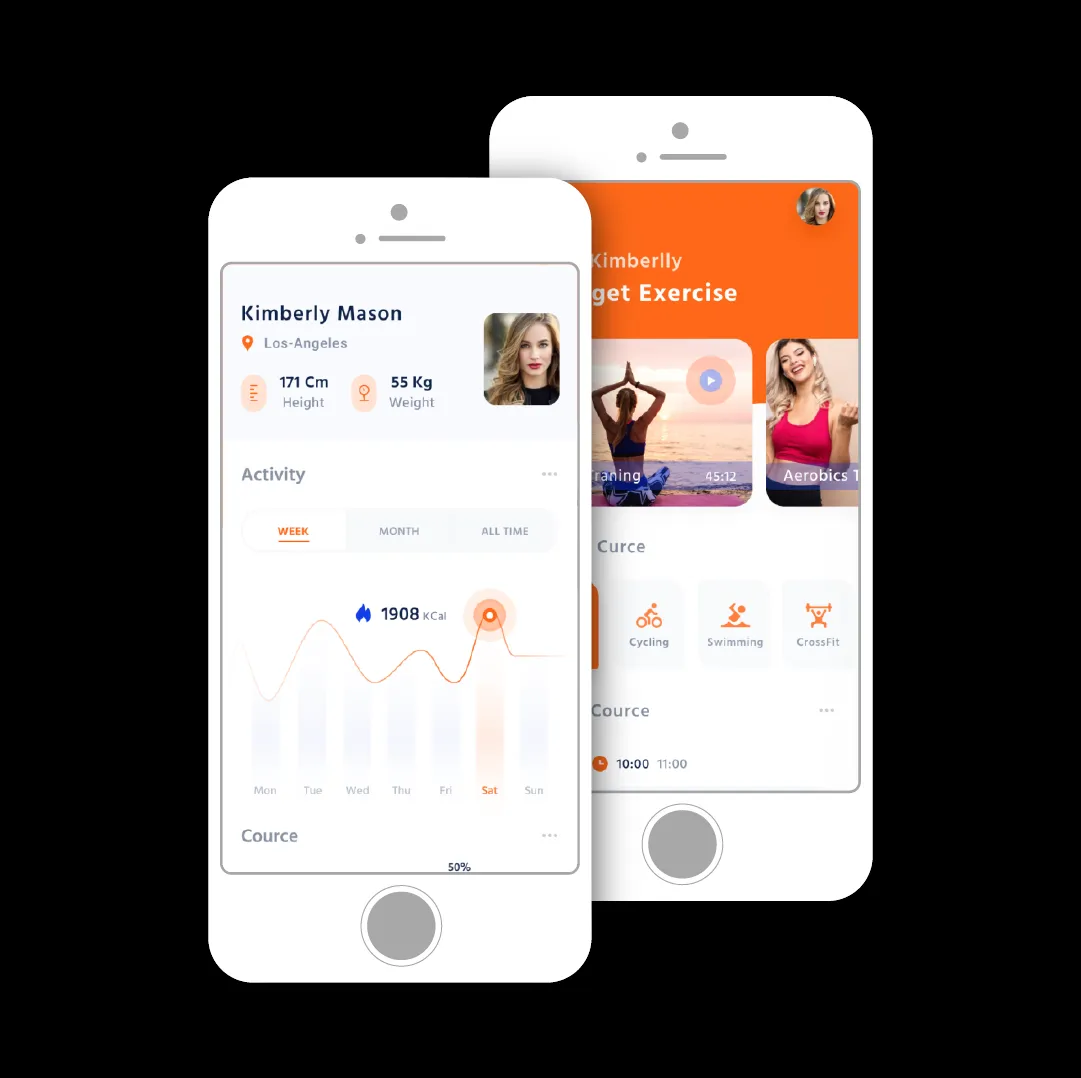 Kimberly Mason
Los-Angeles
171 Cm
Height
55 Kg
Weight
Activity
WEEK
MONTH
ALL TIME
1908 KCal
Mon Tue Wed Thu Fri Sat Sun
Cource
50%
Kimberlly
get Exercise
raning
45:12
Aerobics T
Curce
Cycling
Swimming
CrossFit
Cource
10:00 11:00